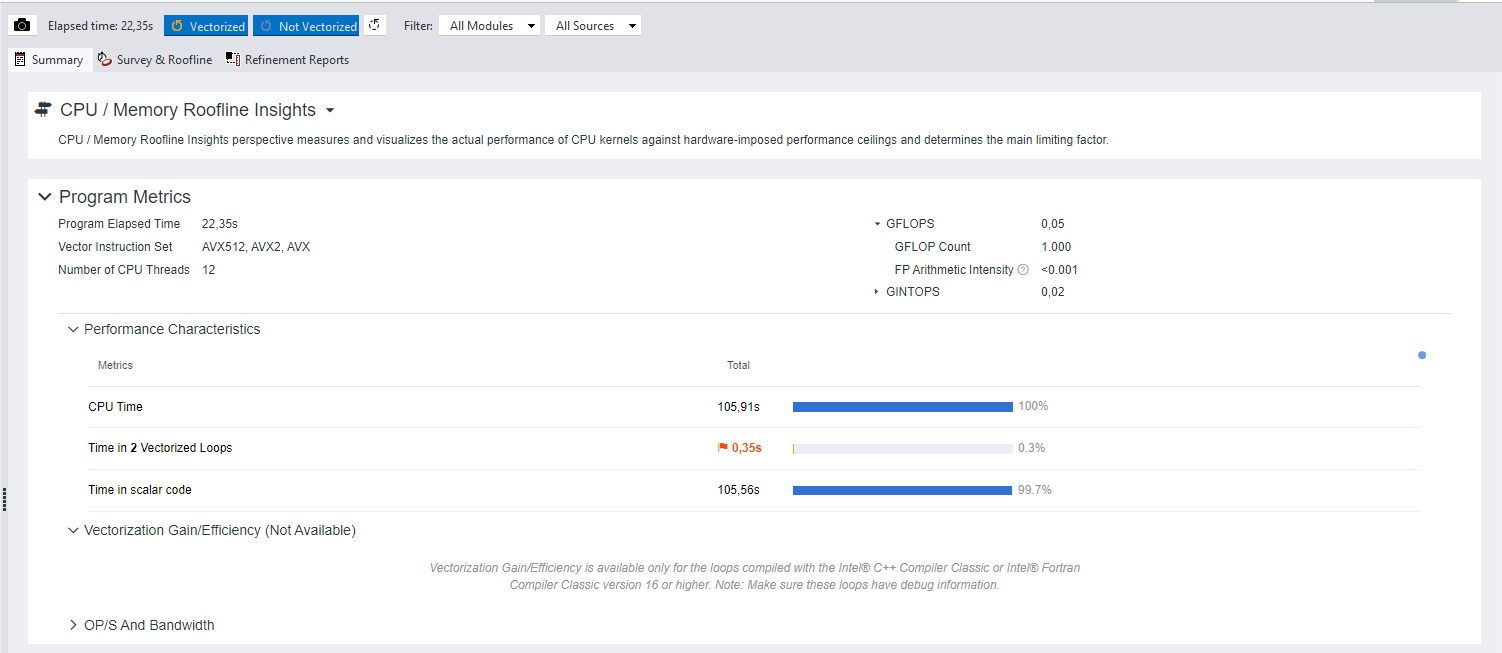 Elapsed time: 22,35s Vectorized Not Vectorized Filter: All Modules All Sources
Summary Survey & Roofline Refinement Reports
CPU / Memory Roofline Insights
CPU / Memory Roofline Insights perspective measures and visualizes the actual performance of CPU kernels against hardware-imposed performance ceilings and determines the main limiting factor.
Program Metrics
Program Elapsed Time 22,35s GFLOPS 0,05
Vector Instruction Set AVX512, AVX2, AVX GFLOP Count 1.000
Number of CPU Threads 12 FP Arithmetic Intensity <0.001
GINTOPS 0,02
Performance Characteristics
Metrics Total
CPU Time 105,91s 100%
Time in 2 Vectorized Loops 0,35s 0.3%
Time in scalar code 105,56s 99.7%
Vectorization Gain/Efficiency (Not Available)
Vectorization Gain/Efficiency is available only for the loops compiled with the Intel® C++ Compiler Classic or Intel® Fortran
Compiler Classic version 16 or higher. Note: Make sure these loops have debug information.
OP/S And Bandwidth